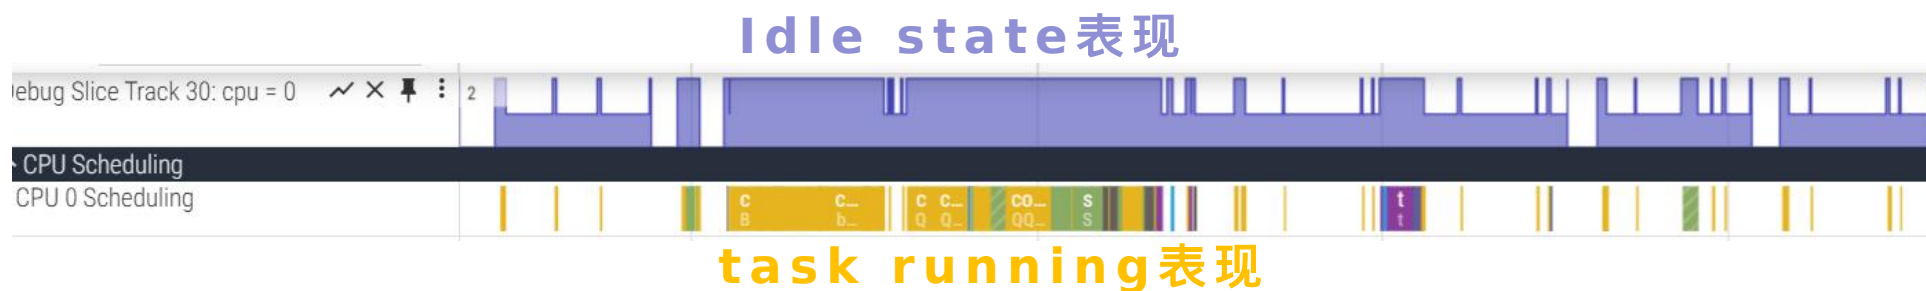 Idle state表现
ebug Slice Track 30: cpu = 0 2
CPU Scheduling
CPU 0 Scheduling
C C... C C... CO... S t
B b... Q Q... QQ... S t
task running表现